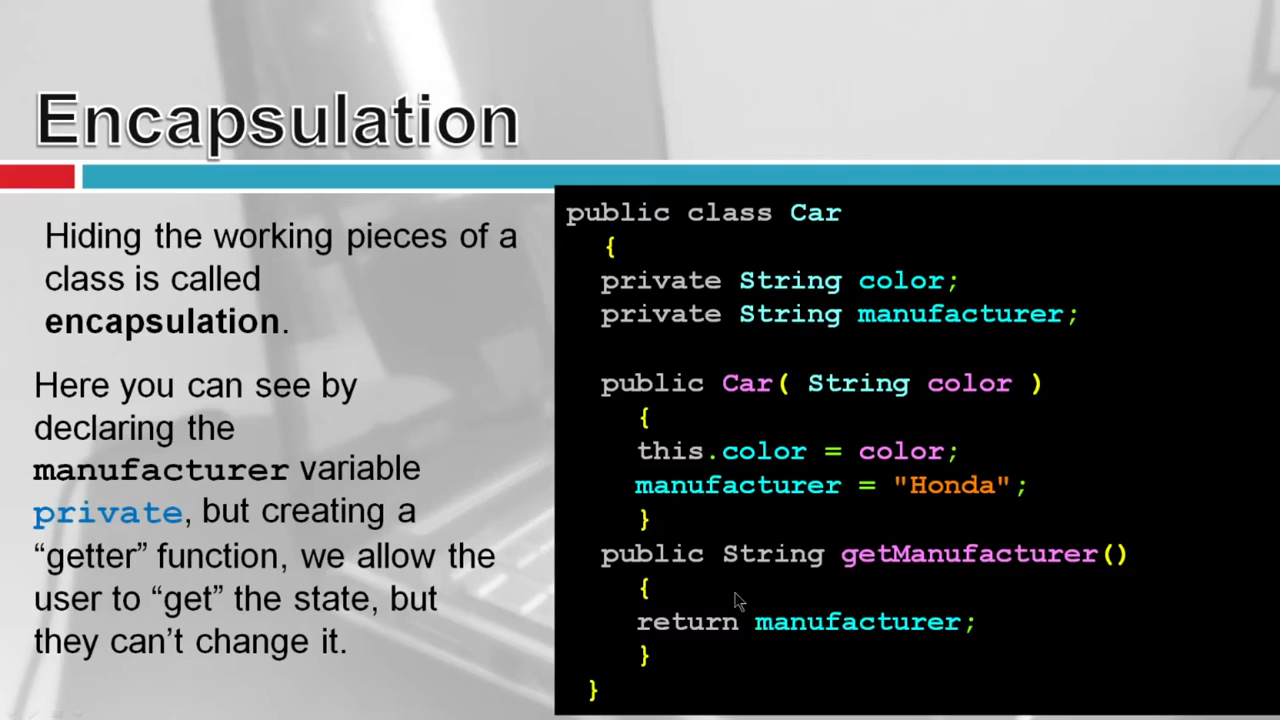 Encapsulation
Hiding the working pieces of a
class is called
encapsulation.
Here you can see by
declaring the
manufacturer variable
private, but creating a
“getter” function, we allow the
user to “get” the state, but
they can’t change it.
public class Car
{
private String color;
private String manufacturer;
public Car( String color )
{
this.color = color;
manufacturer = "Honda";
}
public String getManufacturer()
{
return manufacturer;
}
}